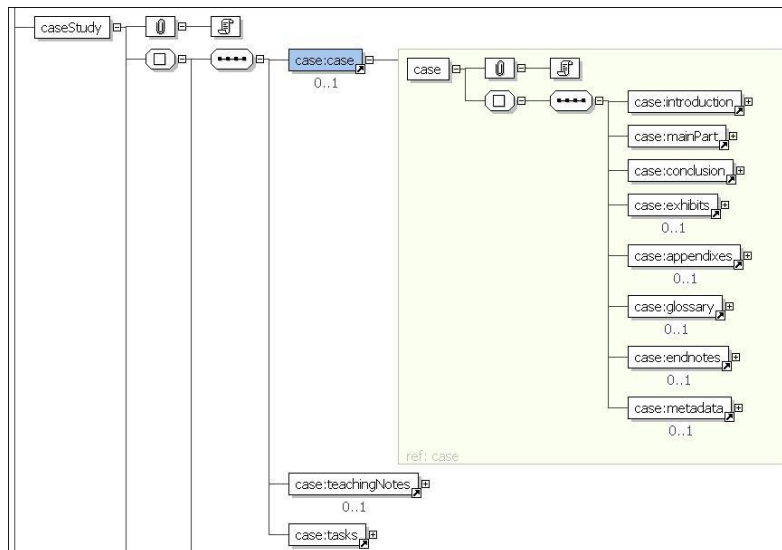 caseStudy
case:case
0..1
case
case:introduction
case:mainPart
case:conclusion
case:exhibits
0..1
case:appendixes
0..1
case:glossary
0..1
case:endnotes
0..1
case:metadata
0..1
ref: case
case:teachingNotes
0..1
case:tasks